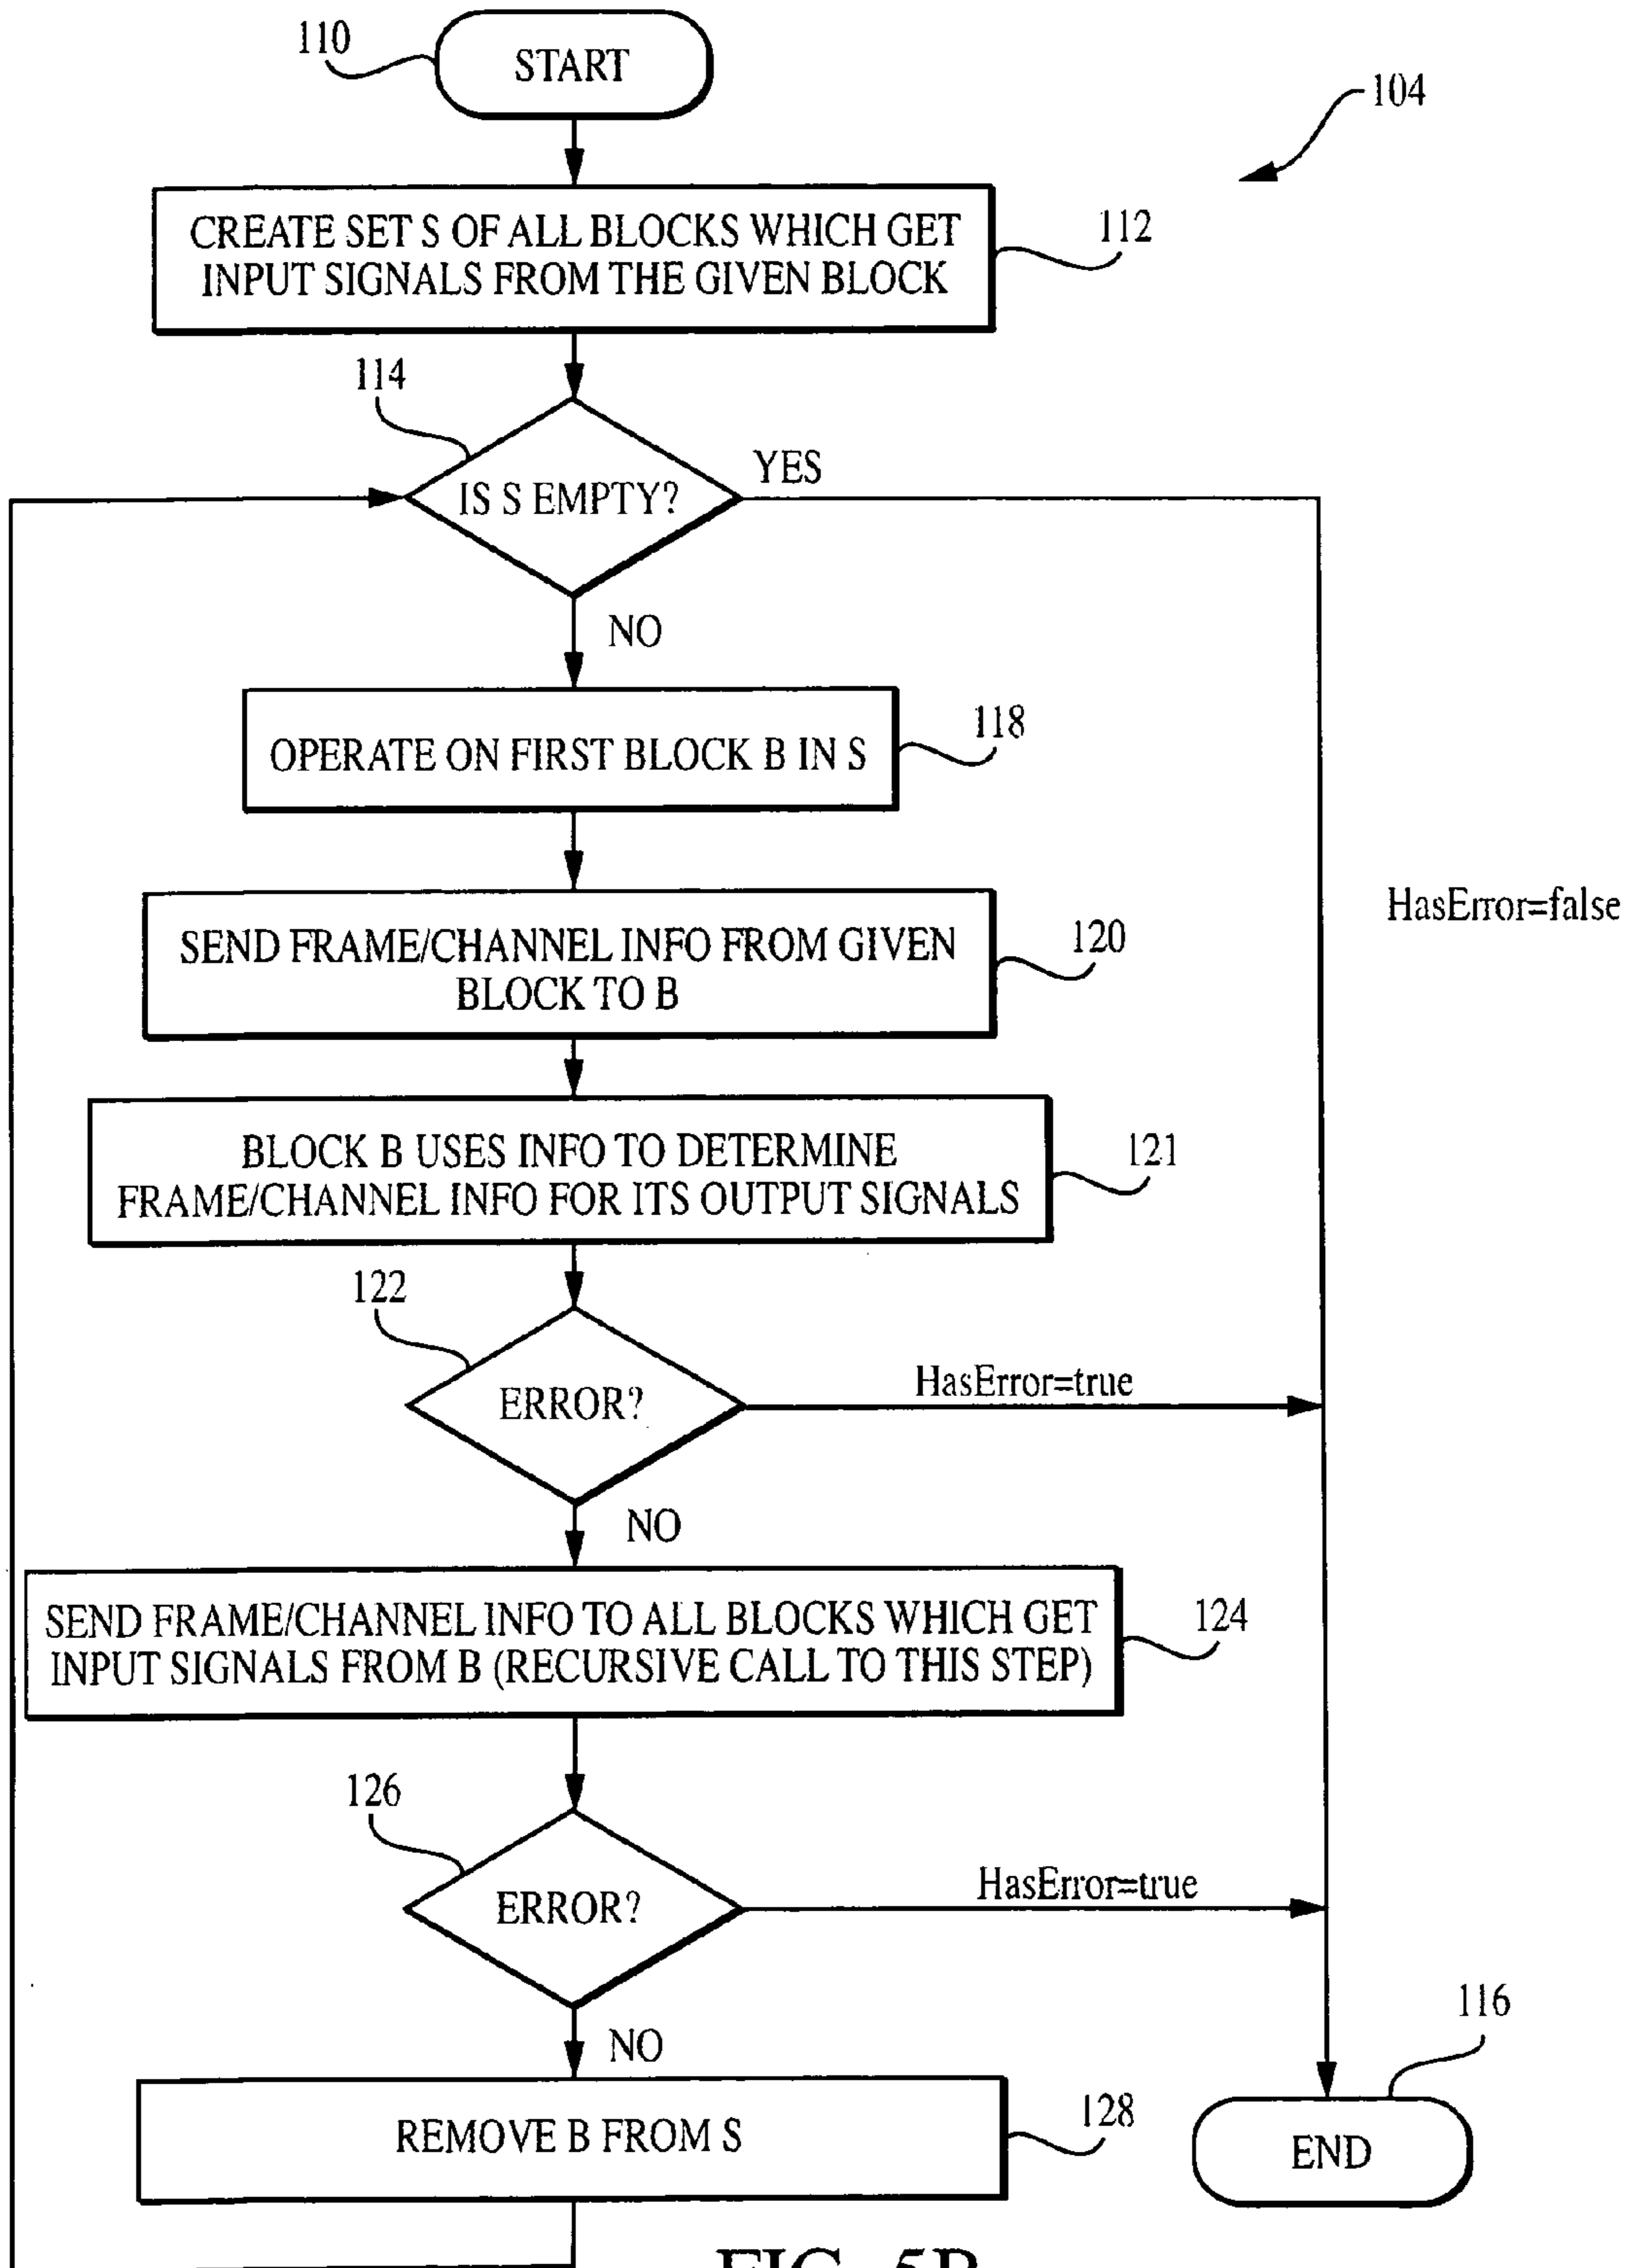 110
START
104
CREATE SET S OF ALL BLOCKS WHICH GET
INPUT SIGNALS FROM THE GIVEN BLOCK
112
114
IS S EMPTY?
YES
NO
OPERATE ON FIRST BLOCK B IN S
118
HasError=false
SEND FRAME/CHANNEL INFO FROM GIVEN
BLOCK TO B
120
BLOCK B USES INFO TO DETERMINE
FRAME/CHANNEL INFO FOR ITS OUTPUT SIGNALS
121
122
ERROR?
HasError=true
NO
SEND FRAME/CHANNEL INFO TO ALL BLOCKS WHICH GET
INPUT SIGNALS FROM B (RECURSIVE CALL TO THIS STEP)
124
126
ERROR?
HasError=true
NO
116
REMOVE B FROM S
128
END
FIG. 5B